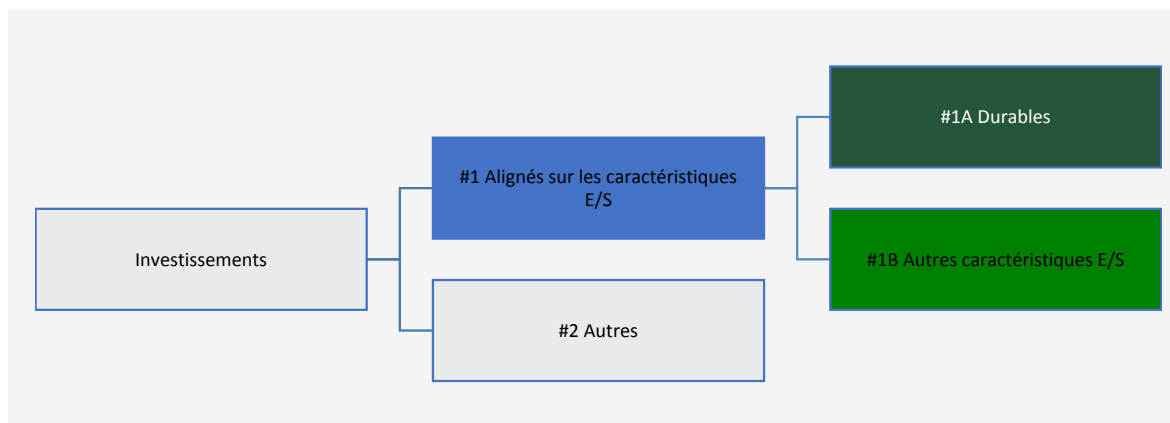 Investissements
#1 Alignés sur les caractéristiques
E/S
#2 Autres
#1A Durables
#1B Autres caractéristiques E/S